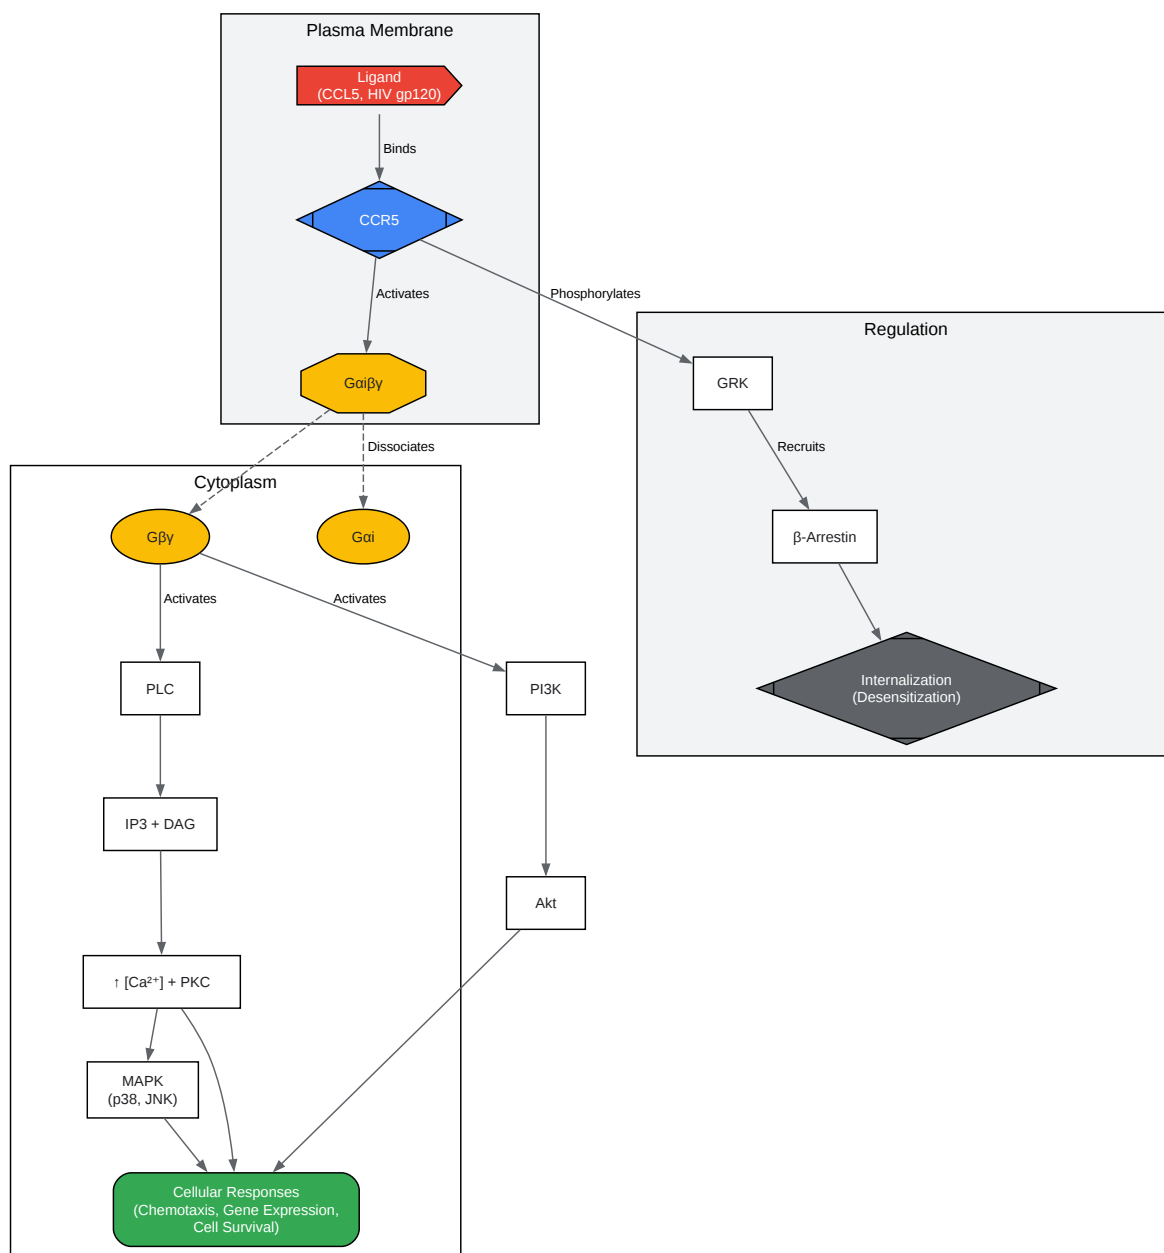 Plasma Membrane
Ligand
(CCL5, HIV gp120)
Binds
CCR5
Activates
Phosphorylates
Gαiβγ
Regulation
GRK
Dissociates
Recruits
Cytoplasm
Gβγ
Gαi
β-Arrestin
Activates
Activates
PLC
PI3K
Internalization
(Desensitization)
IP3 + DAG
Akt
↑ [Ca²⁺] + PKC
MAPK
(p38, JNK)
Cellular Responses
(Chemotaxis, Gene Expression,
Cell Survival)